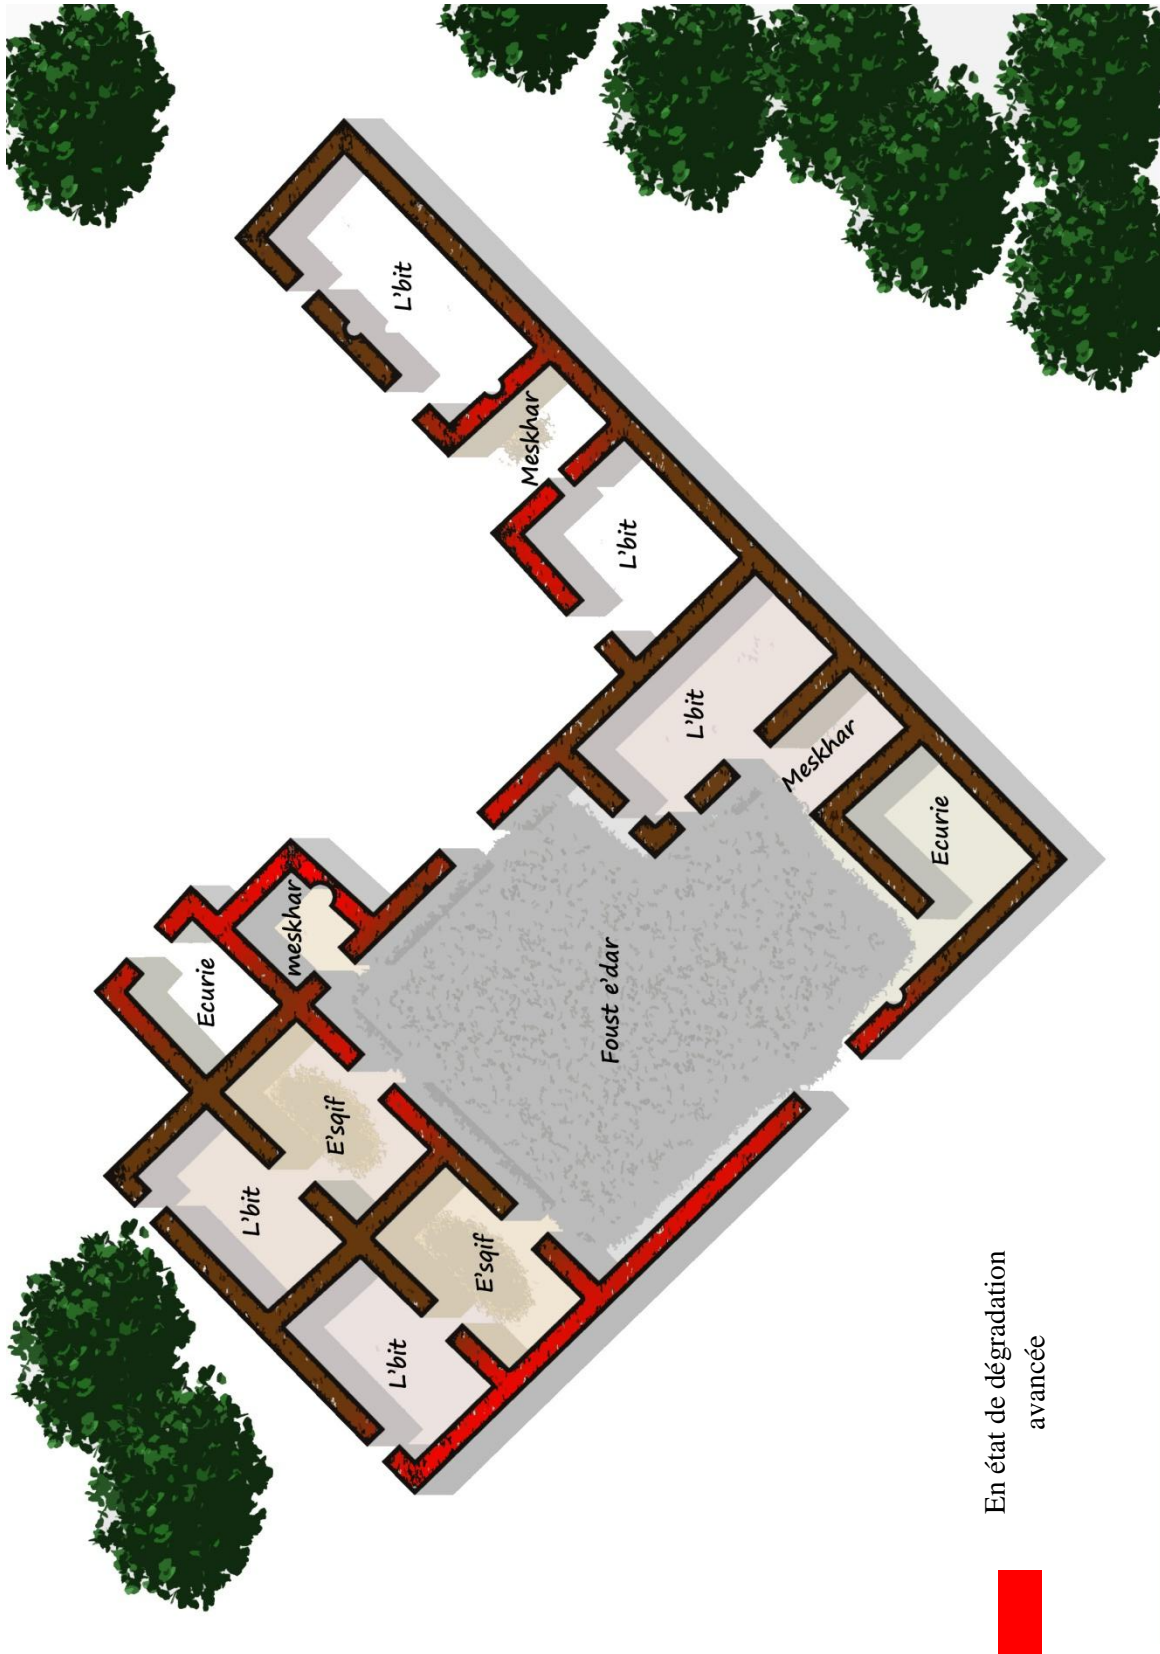 L'bit
Meskhar
L'bit
L'bit
Meskhar
Ecurie
meskhar
Ecurie
Foust e'dar
E'sqif
L'bit
E'sqif
L'bit
En état de dégradation
avancée